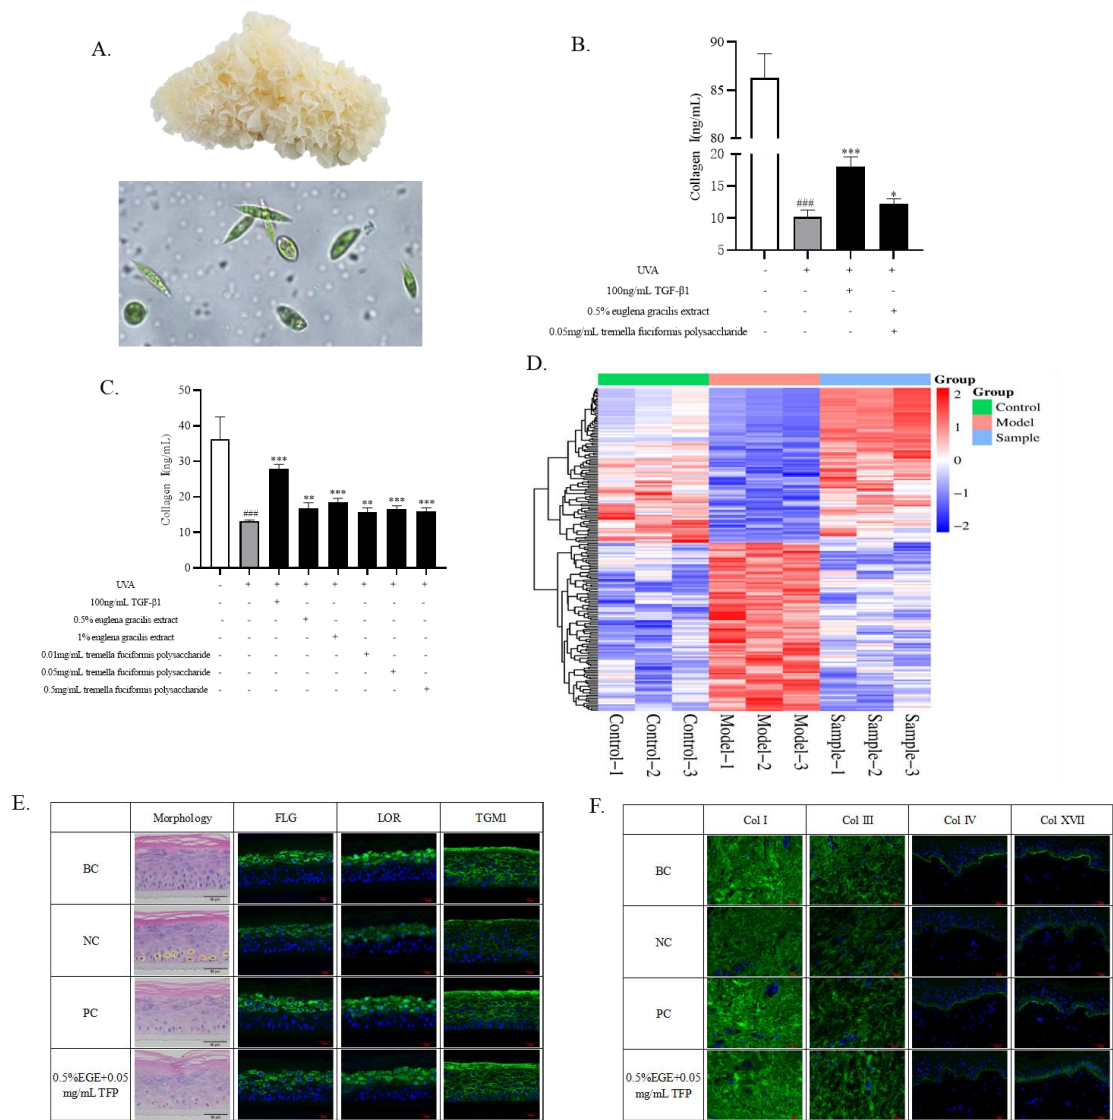 A.
B.
90
85
80
20
15
10
5
Collagen I(ng/mL)
###
***
*
UVA - + + +
100ng/mL TGF-β1 - - + -
0.5% euglena gracilis extract - - - +
0.05mg/mL tremella fuciformis polysaccharide - - - +
C.
50
40
30
20
10
0
Collagen I(ng/mL)
###
***
**
***
**
***
***
UVA - + + + + + + +
100ng/mL TGF-β1 - - + - - - - -
0.5% euglena gracilis extract - - - + - - - -
1% euglena gracilis extract - - - - + - - -
0.01mg/mL tremella fuciformis polysaccharide - - - - - + - -
0.05mg/mL tremella fuciformis polysaccharide - - - - - - + -
0.5mg/mL tremella fuciformis polysaccharide - - - - - - - +
D.
Group
2
1
0
−1
−2
Group
Control
Model
Sample
Control−1
Control−2
Control−3
Model−1
Model−2
Model−3
Sample−1
Sample−2
Sample−3
E.
Morphology FLG LOR TGM1
BC
NC
PC
0.5%EGE+0.05
mg/mL TFP
F.
Col I Col III Col IV Col XVII
BC
NC
PC
0.5%EGE+0.05
mg/mL TFP